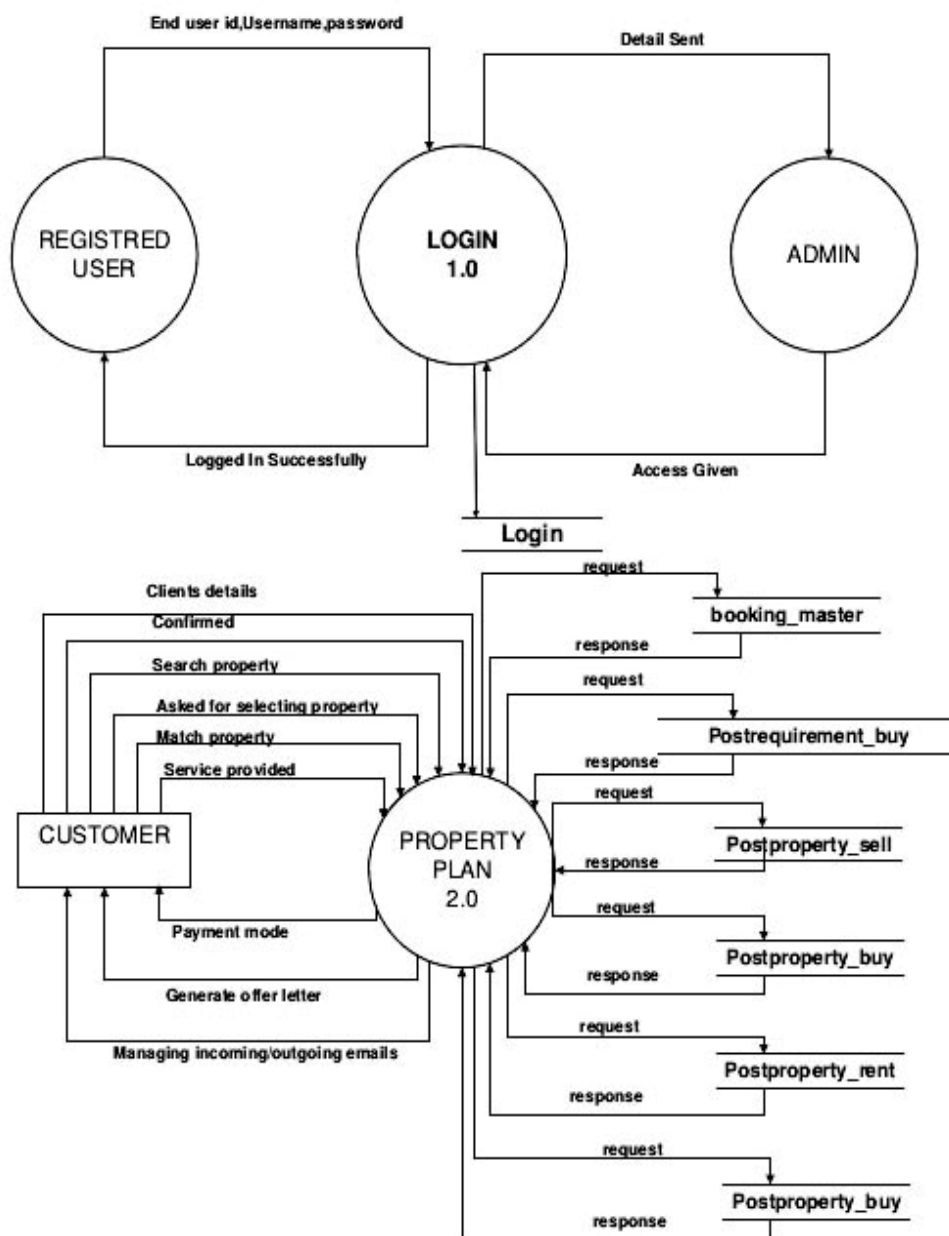 End user id,Username,password
Detail Sent
REGISTRED
USER
LOGIN
1.0
ADMIN
Logged In Successfully
Access Given
Login
request
Clients details
booking_master
Confirmed
response
Search property
request
Asked for selecting property
Postrequirement_buy
Match property
response
Service provided
request
CUSTOMER
PROPERTY
PLAN
2.0
Postproperty_sell
response
request
Payment mode
Postproperty_buy
response
Generate offer letter
request
Managing incoming/outgoing emails
Postproperty_rent
response
request
Postproperty_buy
response